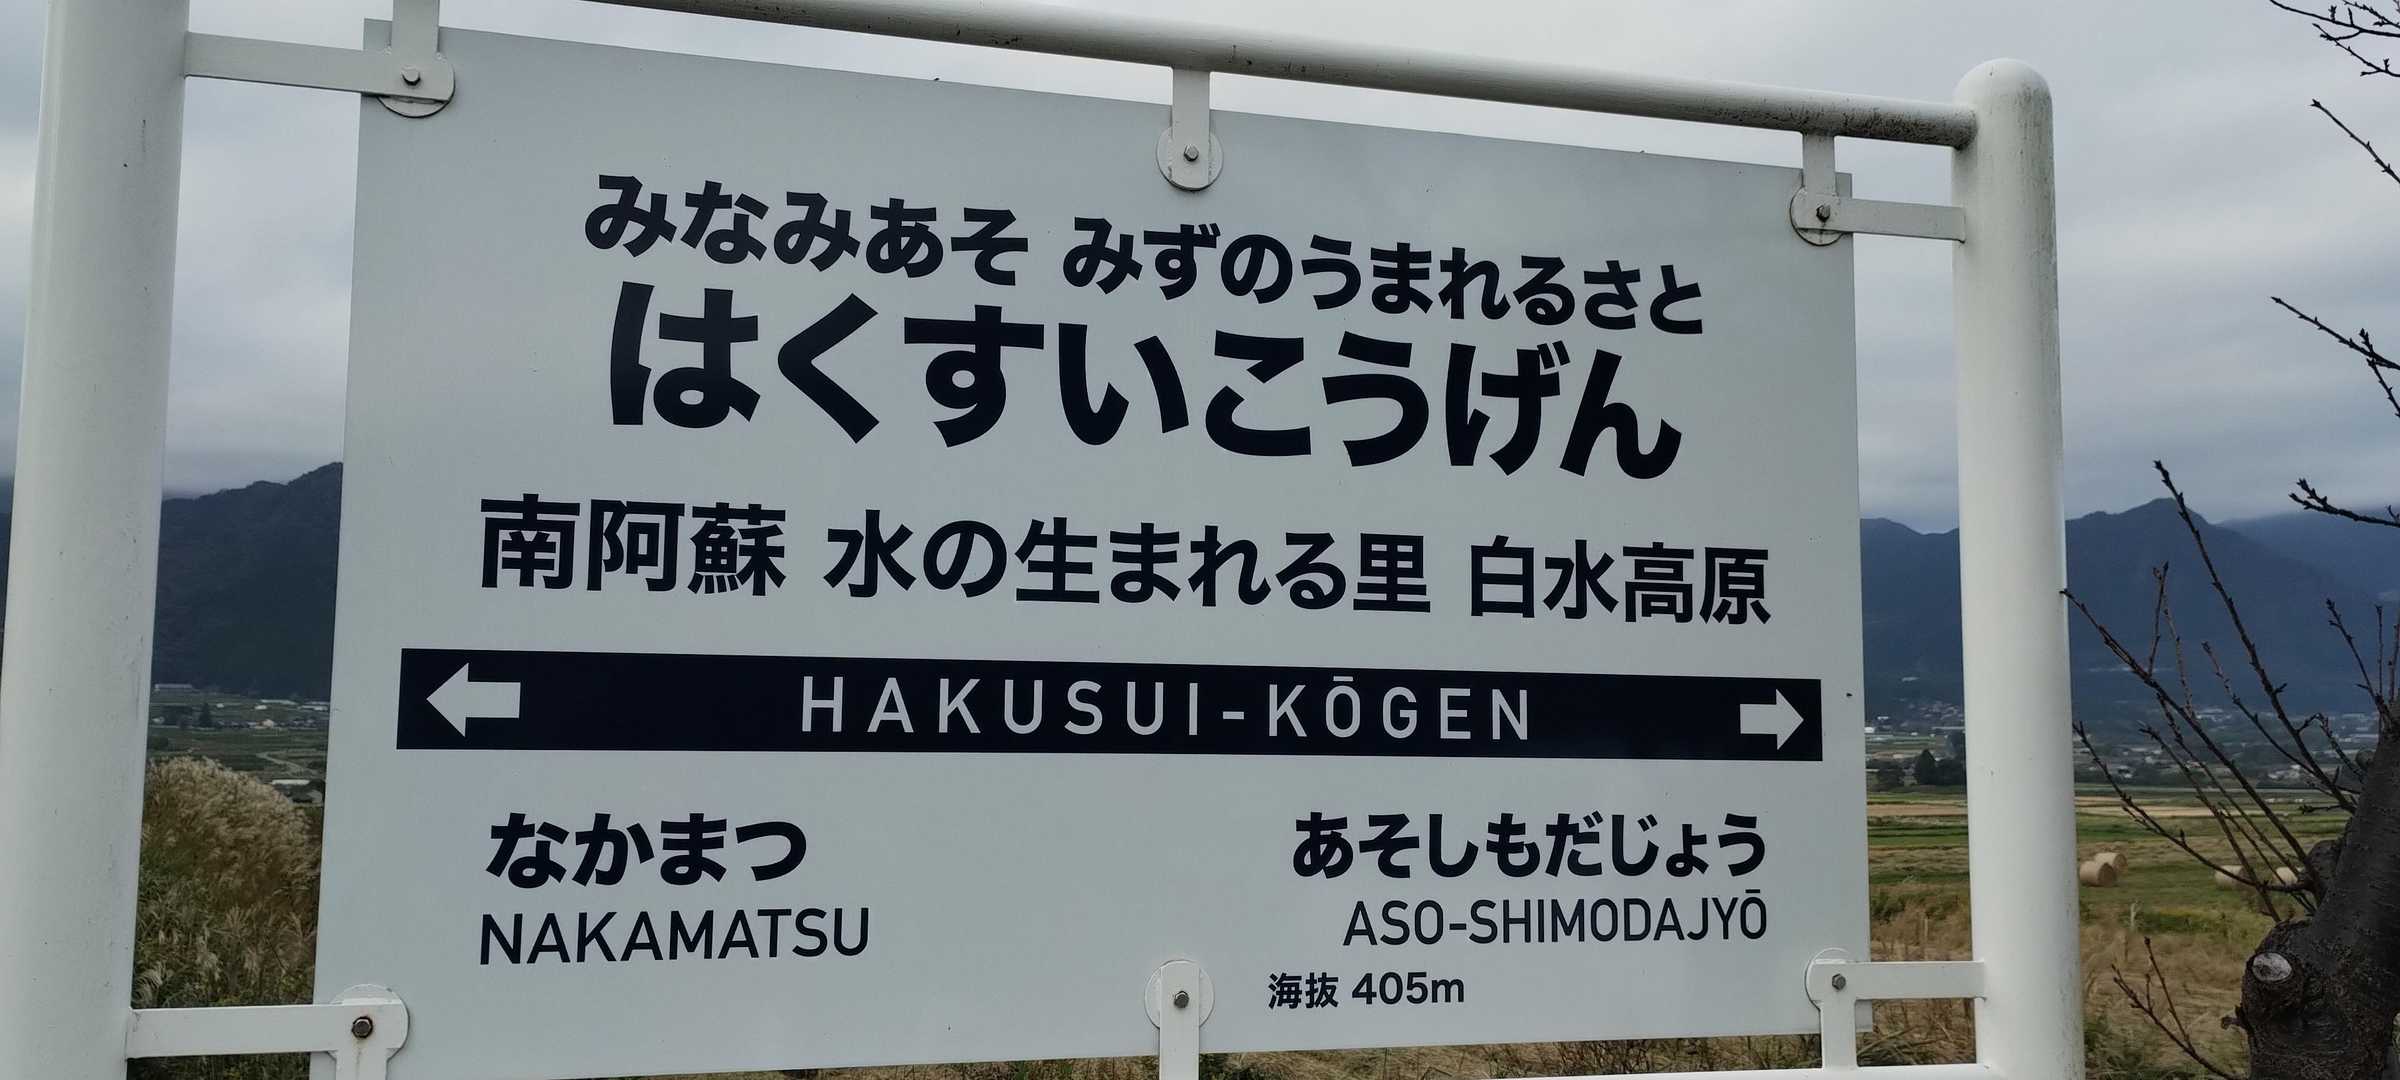 みなみあそ みずのうまれるさと
はくすいこうげん
南阿蘇 水の生まれる里 白水高原
HAKUSUI-KŌGEN
なかまつ あそしもだじょう
NAKAMATSU ASO-SHIMODAJYŌ
海抜 405m